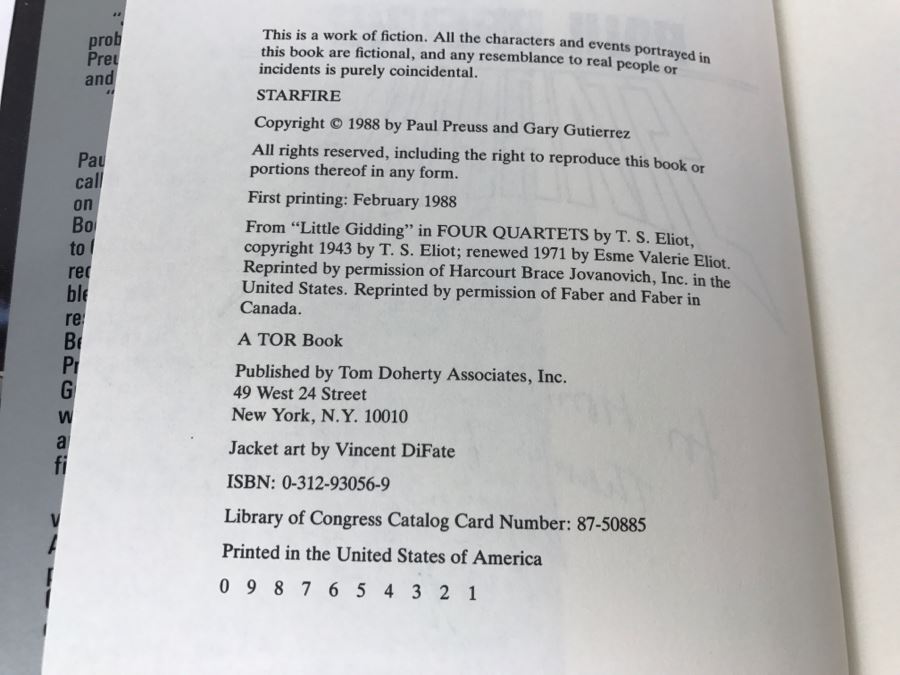 This is a work of fiction. All the characters and events portrayed in
this book are fictional, and any resemblance to real people or
incidents is purely coincidental.
STARFIRE
Copyright © 1988 by Paul Preuss and Gary Gutierrez
All rights reserved, including the right to reproduce this book or
portions thereof in any form.
First printing: February 1988
From “Little Gidding” in FOUR QUARTETS by T. S. Eliot,
copyright 1943 by T. S. Eliot; renewed 1971 by Esme Valerie Eliot.
Reprinted by permission of Harcourt Brace Jovanovich, Inc. in the
United States. Reprinted by permission of Faber and Faber in
Canada.
A TOR Book
Published by Tom Doherty Associates, Inc.
49 West 24 Street
New York, N.Y. 10010
Jacket art by Vincent DiFate
ISBN: 0-312-93056-9
Library of Congress Catalog Card Number: 87-50885
Printed in the United States of America
0 9 8 7 6 5 4 3 2 1